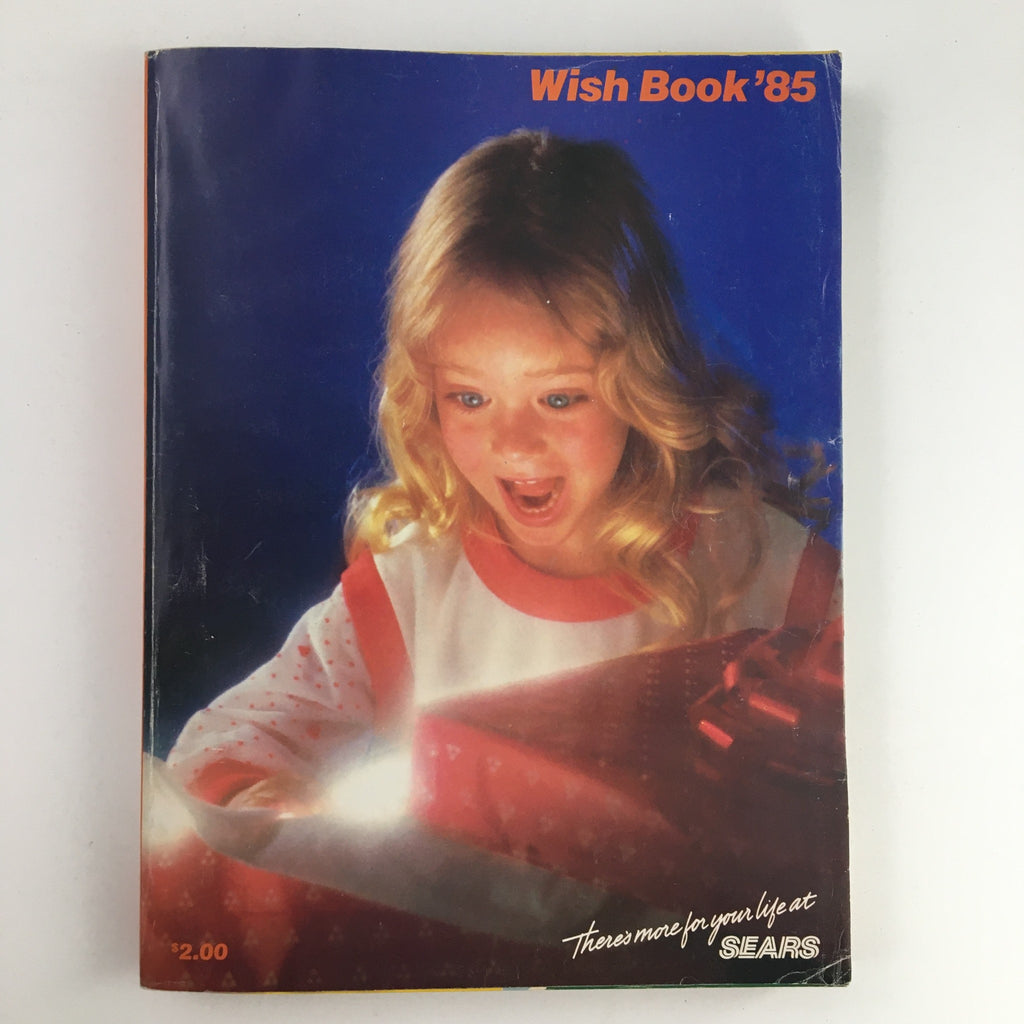 Wish Book '85
There's more for your life at
SEARS
$2.00